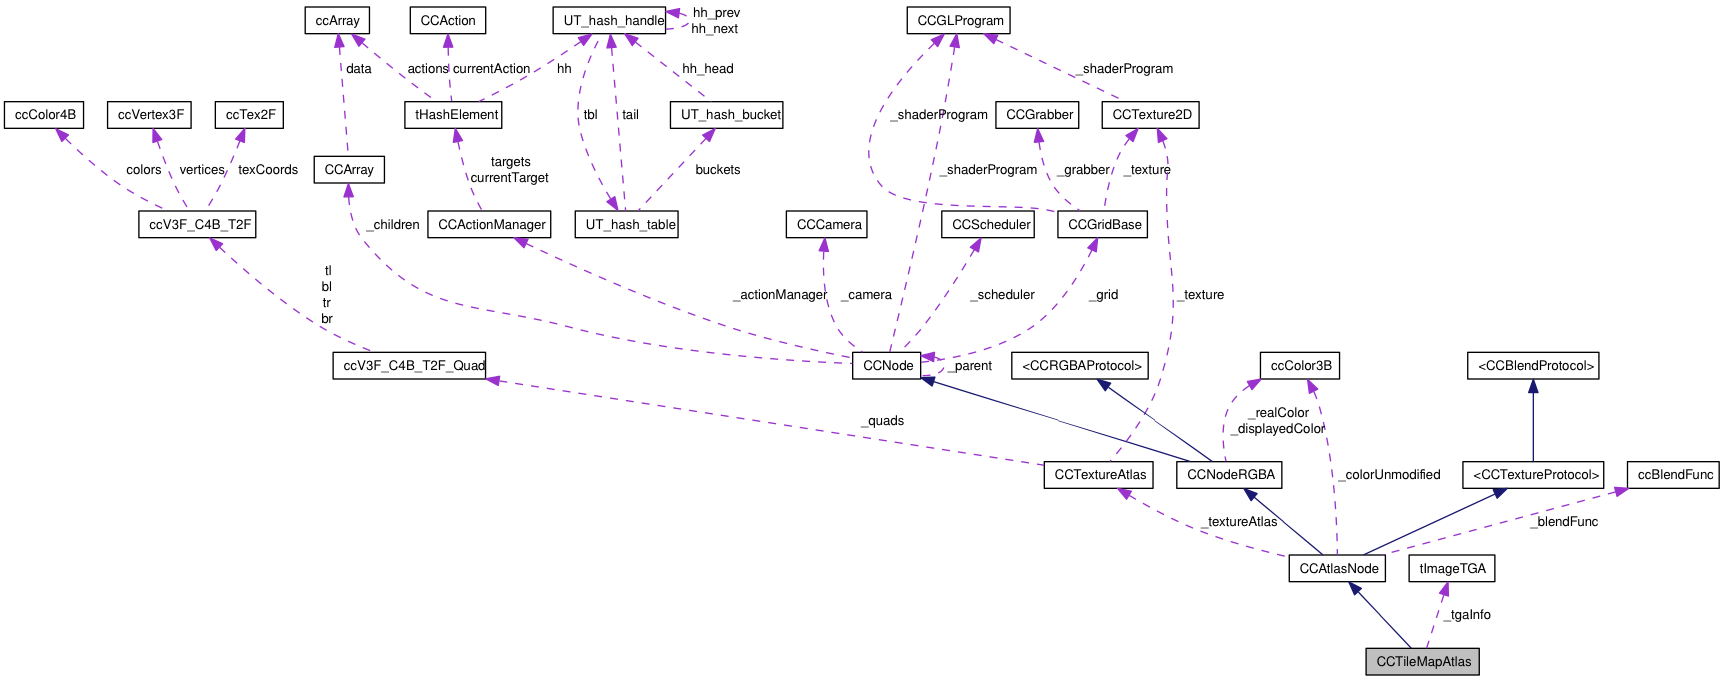 ccArray
CCAction
UT_hash_handle
hh_prev
hh_next
CCGLProgram
data
actions
currentAction
hh
hh_head
_shaderProgram
ccColor4B
ccVertex3F
ccTex2F
tHashElement
tbl
tail
UT_hash_bucket
_shaderProgram
CCGrabber
CCTexture2D
colors
vertices
texCoords
CCArray
targets
currentTarget
buckets
_shaderProgram
_grabber
_texture
ccV3F_C4B_T2F
_children
CCActionManager
UT_hash_table
CCCamera
CCScheduler
CCGridBase
tl
bl
tr
br
_actionManager
_camera
_scheduler
_grid
_texture
ccV3F_C4B_T2F_Quad
CCNode
_parent
<CCRGBAProtocol>
ccColor3B
<CCBlendProtocol>
_quads
_realColor
_displayedColor
CCTextureAtlas
CCNodeRGBA
_colorUnmodified
<CCTextureProtocol>
ccBlendFunc
_textureAtlas
_blendFunc
CCAtlasNode
tImageTGA
_tgaInfo
CCTileMapAtlas